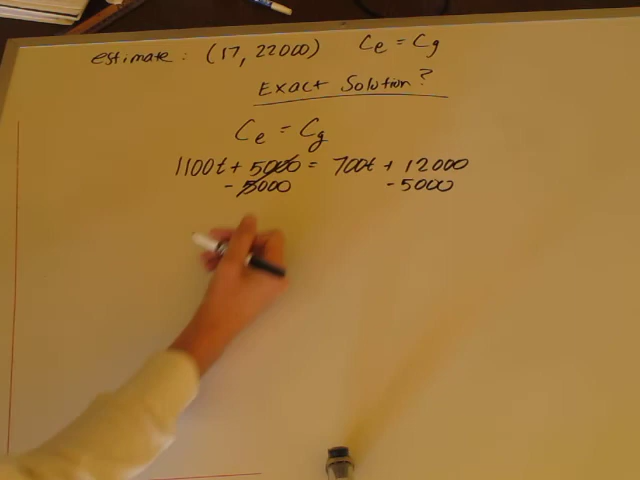 estimate: (17, 22000) Ce = Cg
Exact Solution?
Ce = Cg
1100t + 5000 = 700t + 12000
- 5000 - 5000